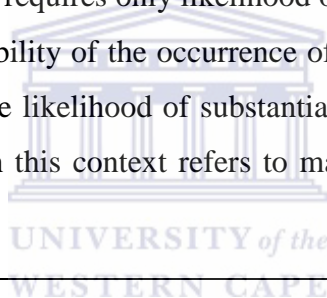 requires only likelihood o
bility of the occurrence of
e likelihood of substantia
this context refers to ma
UNIVERSITY of the
WESTERN CAPE